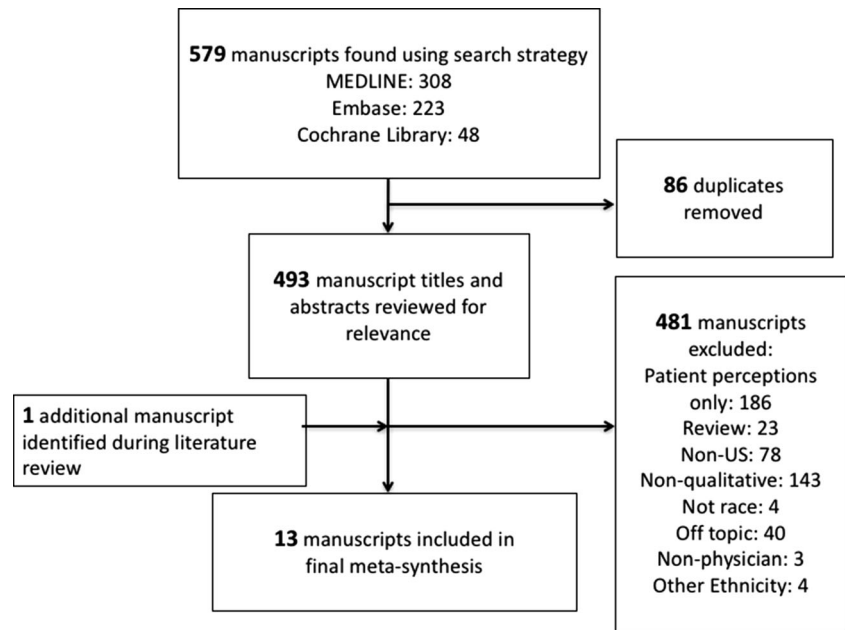 579 manuscripts found using search strategy
MEDLINE: 308
Embase: 223
Cochrane Library: 48
86 duplicates
removed
493 manuscript titles and
abstracts reviewed for
relevance
481 manuscripts
excluded:
Patient perceptions
only: 186
Review: 23
Non-US: 78
Non-qualitative: 143
Not race: 4
Off topic: 40
Non-physician: 3
Other Ethnicity: 4
1 additional manuscript
identified during literature
review
13 manuscripts included in
final meta-synthesis